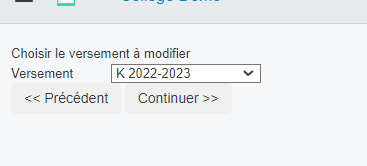 Choisir le versement à modifier
Versement K 2022-2023
<< Précédent Continuer >>